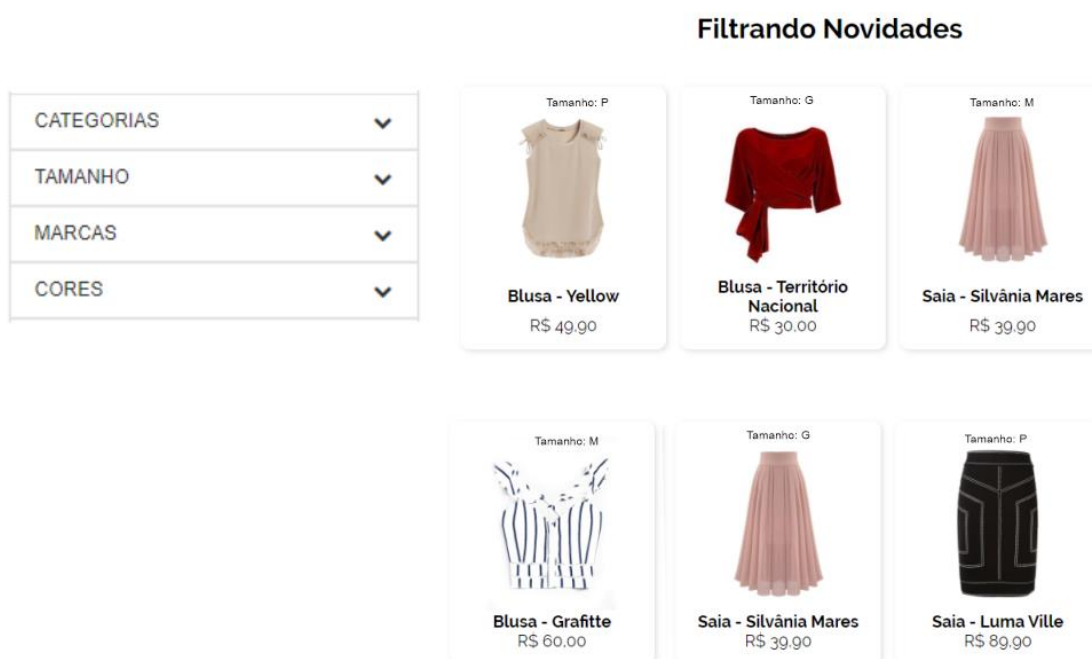 Filtrando Novidades
CATEGORIAS
TAMANHO
MARCAS
CORES
Tamanho: P
Blusa - Yellow
R$ 49.90
Tamanho: G
Blusa - Território
Nacional
R$ 30.00
Tamanho: M
Saia - Silvânia Mares
R$ 39.90
Tamanho: M
Blusa - Grafitte
R$ 60.00
Tamanho: G
Saia - Silvânia Mares
R$ 39.90
Tamanho: P
Saia - Luma Ville
R$ 89.90